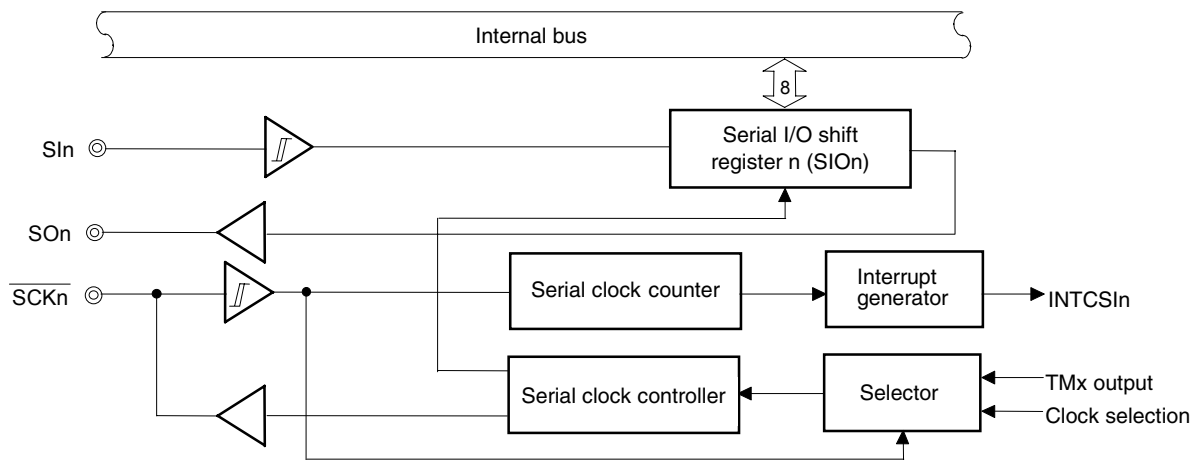 Internal bus
8
SIn
Serial I/O shift
register n (SIOn)
SOn
SCKn
Serial clock counter
Interrupt
generator
INTCSIn
Serial clock controller
Selector
TMx output
Clock selection